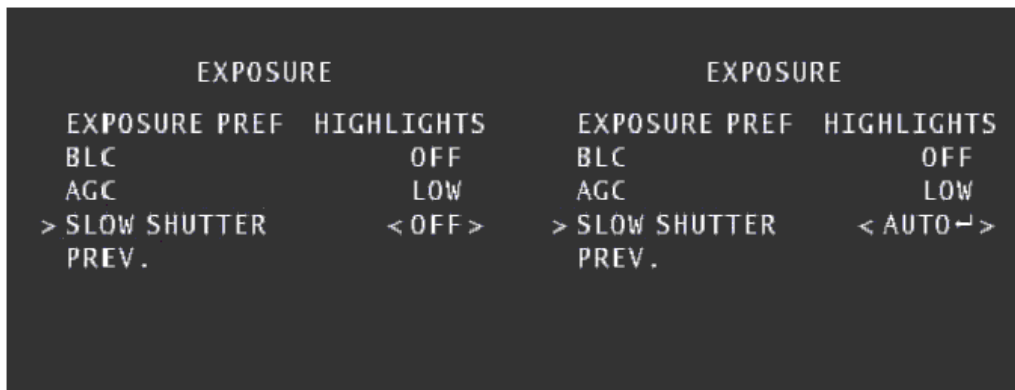 EXPOSURE
EXPOSURE PREF HIGHLIGHTS
BLC OFF
AGC LOW
> SLOW SHUTTER < OFF >
PREV.
EXPOSURE
EXPOSURE PREF HIGHLIGHTS
BLC OFF
AGC LOW
> SLOW SHUTTER < AUTO↵ >
PREV.